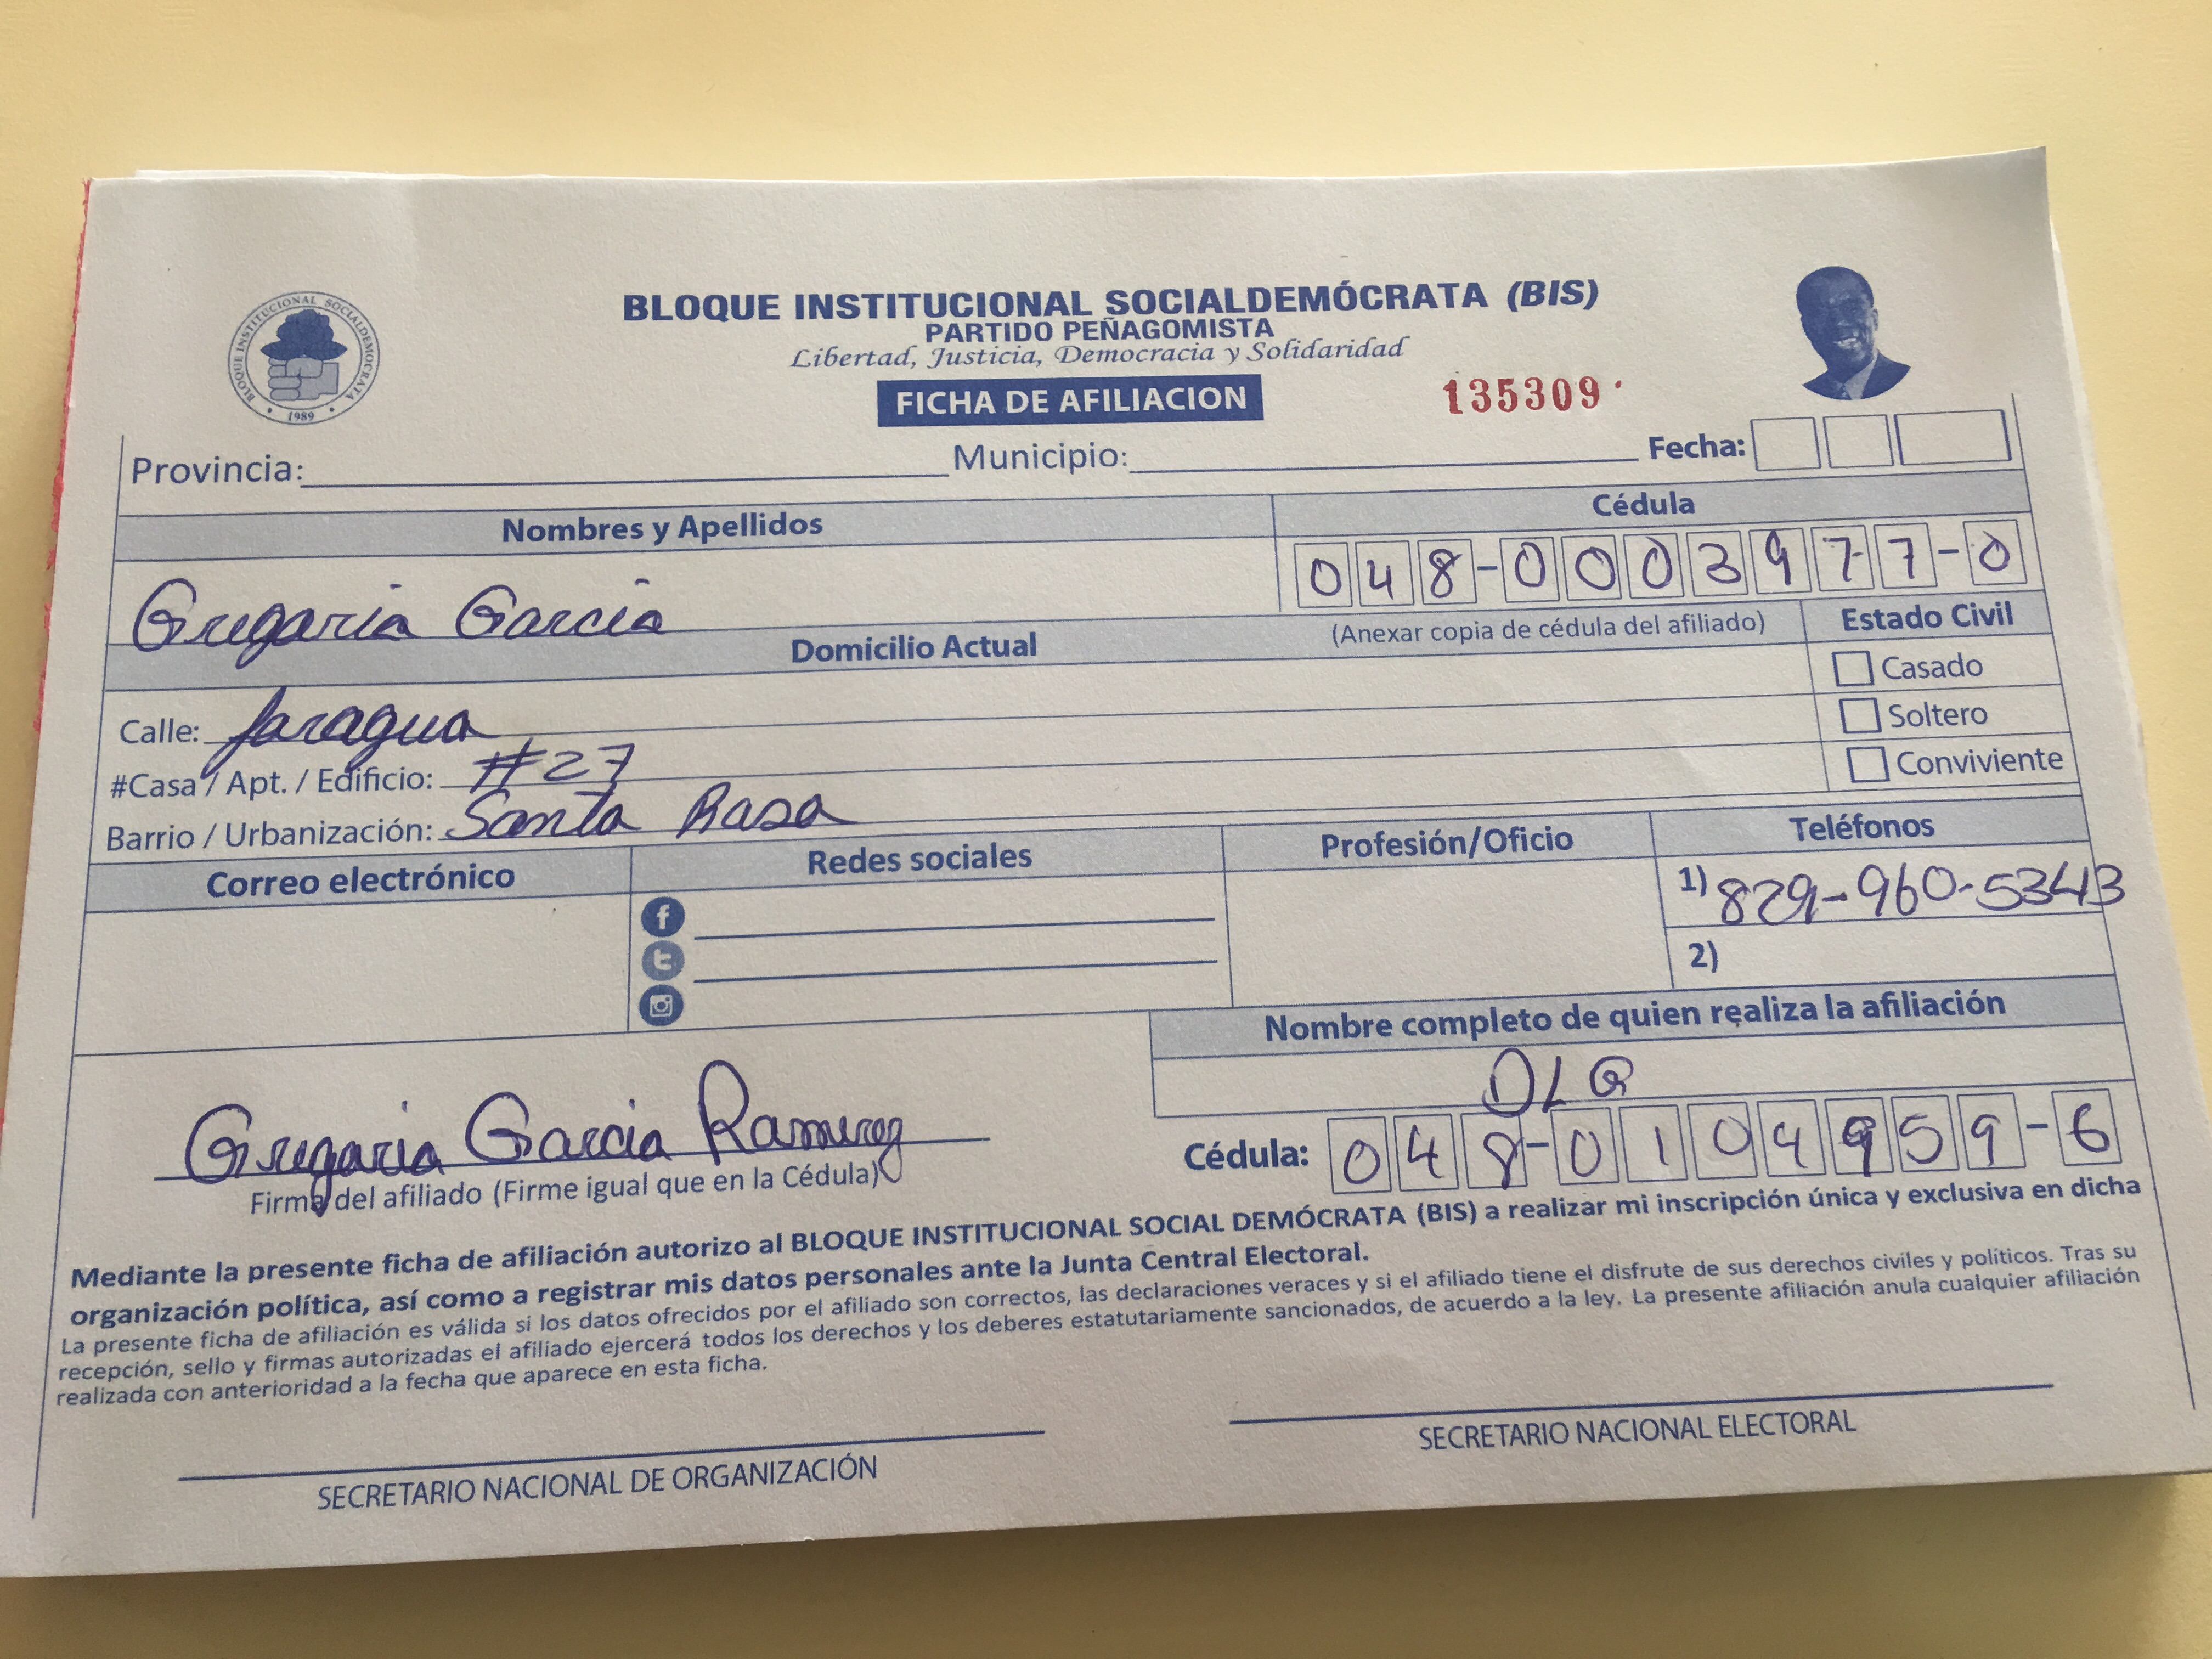 BLOQUE INSTITUCIONAL SOCIALDEMÓCRATA (BIS)
PARTIDO PEÑAGOMISTA
Libertad, Justicia, Democracia y Solidaridad
BLOQUE INSTITUCIONAL SOCIALDEMÓCRATA
1989
FICHA DE AFILIACION 135309
Provincia: Municipio: Fecha:
Nombres y Apellidos Cédula
Gregaria Garcia 048-0003977-0
Domicilio Actual (Anexar copia de cédula del afiliado) Estado Civil
Casado
Calle: Jaragua Soltero
#Casa / Apt. / Edificio: #27 Conviviente
Barrio / Urbanización: Santa Rasa
Correo electrónico Redes sociales Profesión/Oficio Teléfonos
1) 829-960-5343
2)
Nombre completo de quien realiza la afiliación
DLG
Gregaria Garcia Ramirez Cédula: 048-0104959-6
Firma del afiliado (Firme igual que en la Cédula)
Mediante la presente ficha de afiliación autorizo al BLOQUE INSTITUCIONAL SOCIAL DEMÓCRATA (BIS) a realizar mi inscripción única y exclusiva en dicha
organización política, así como a registrar mis datos personales ante la Junta Central Electoral.
La presente ficha de afiliación es válida si los datos ofrecidos por el afiliado son correctos, las declaraciones veraces y si el afiliado tiene el disfrute de sus derechos civiles y políticos. Tras su
recepción, sello y firmas autorizadas el afiliado ejercerá todos los derechos y los deberes estatutariamente sancionados, de acuerdo a la ley. La presente afiliación anula cualquier afiliación
realizada con anterioridad a la fecha que aparece en esta ficha.
SECRETARIO NACIONAL DE ORGANIZACIÓN SECRETARIO NACIONAL ELECTORAL